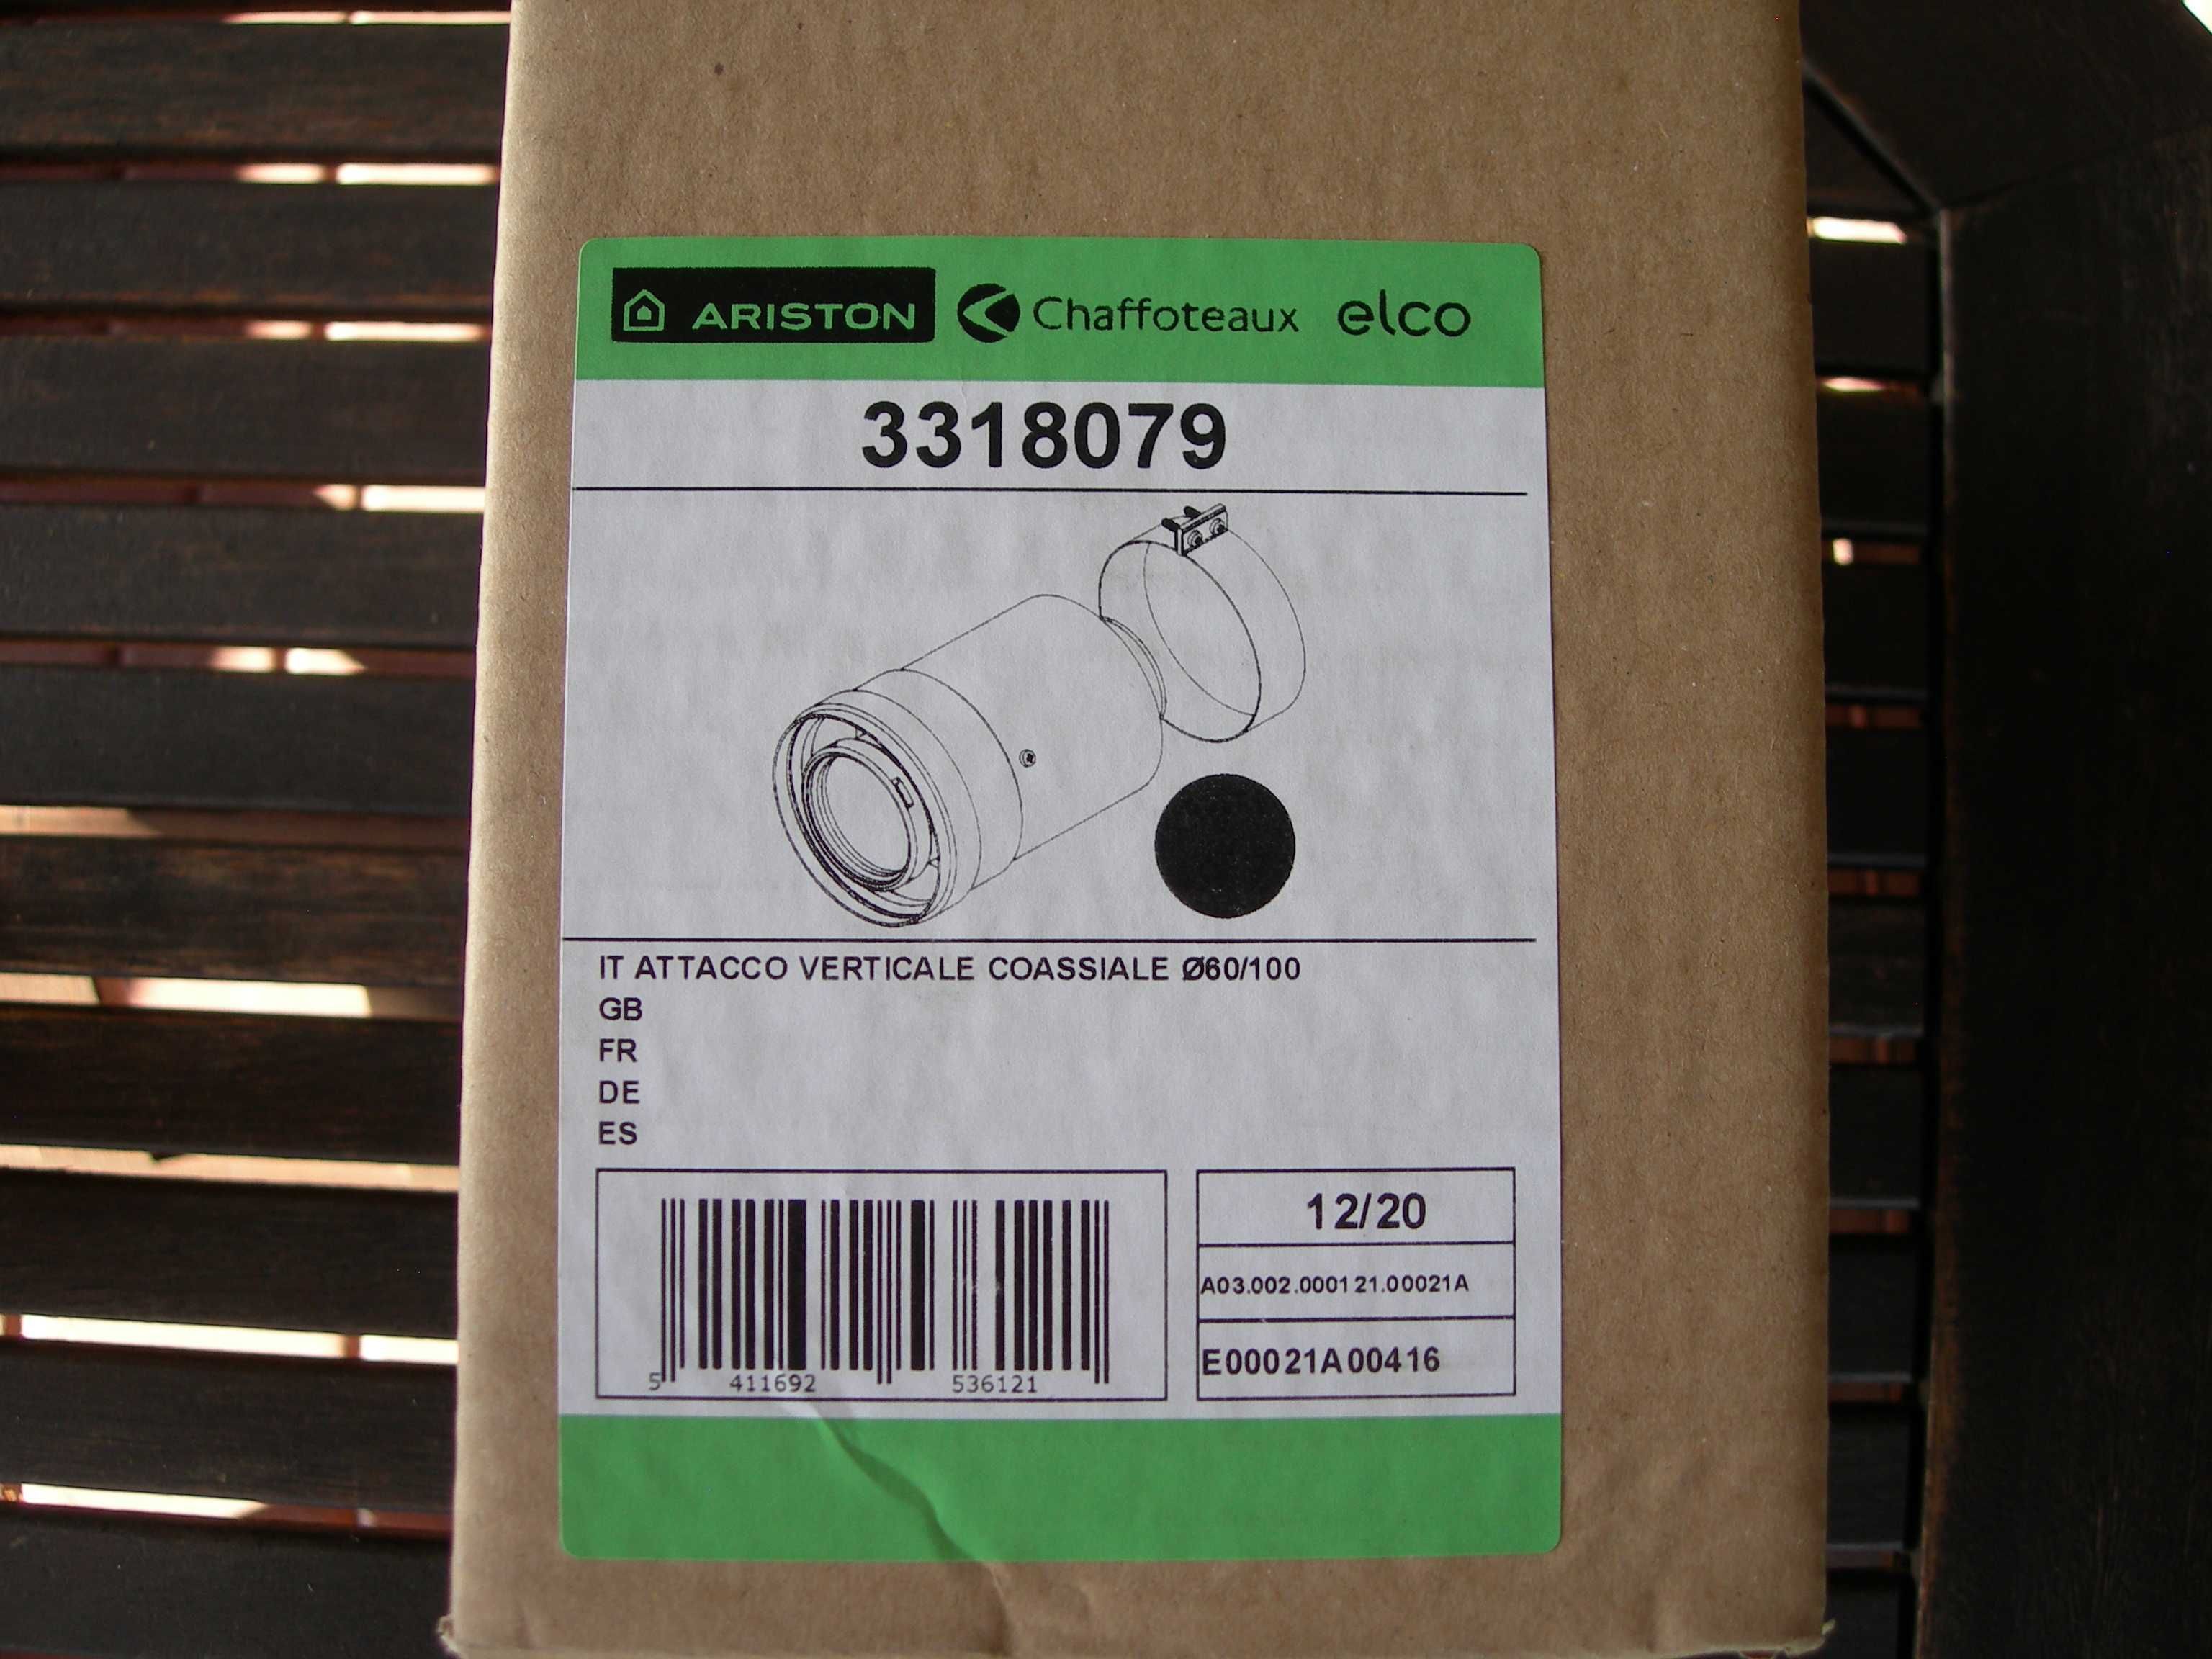 ARISTON Chaffoteaux elco
3318079
IT ATTACCO VERTICALE COASSIALE Ø60/100
GB
FR
DE
ES
12/20
A03.002.000121.00021A
E00021A00416
5 411692 536121